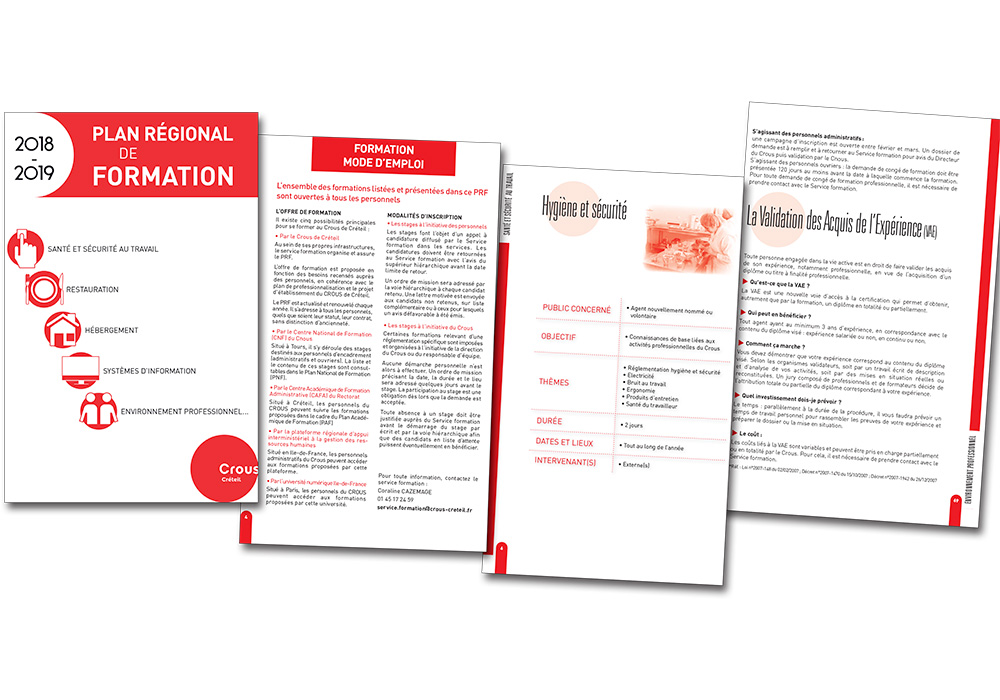 2018
-
2019
PLAN RÉGIONAL
DE
FORMATION
SANTÉ ET SÉCURITÉ AU TRAVAIL
RESTAURATION
HÉBERGEMENT
SYSTÈMES D'INFORMATION
ENVIRONNEMENT PROFESSIONNEL...
Crous
Créteil
FORMATION
MODE D'EMPLOI
L'ensemble des formations listées et présentées dans ce PRF
sont ouvertes à tous les personnels
L'OFFRE DE FORMATION
Il existe cinq possibilités principales
pour se former au Crous de Créteil :
• Par le Crous de Créteil
Au sein de ses propres infrastructures,
le service formation organise et assure
le PRF.
L'offre de formation est proposée en
fonction des besoins recensés auprès
des personnels, en cohérence avec le
plan de professionnalisation et le projet
d'établissement du CROUS de Créteil.
Le PRF est actualisé et renouvelé chaque
année. Il s'adresse à tous les personnels,
quels que soient leur statut, leur contrat,
sans distinction d'ancienneté.
• Par le Centre National de Formation
(CNF) du Crous
Situé à Tours, il s'y déroule des stages
destinés aux personnels d'encadrement
(administratifs et ouvriers). La liste et
le contenu de ces stages sont consul-
tables dans le Plan National de Formation
(PNF).
• Par la Centre Académique de Formation
Administrative (CAFA) du Rectorat
Situé à Créteil, les personnels du
CROUS peuvent suivre les formations
proposées dans le cadre du Plan Acadé-
mique de Formation (PAF)
• Par la plateforme régionale d'appui
interministériel à la gestion des res-
sources humaines.
Situé en Ile-de-France, les personnels
administratifs du Crous peuvent accéder
aux formations proposées par cette
plateforme.
• Par l'université numérique Ile-de-France
Situé à Paris, les personnels du CROUS
peuvent accéder aux formations
proposées par cette université.
MODALITÉS D'INSCRIPTION
• Les stages à l'initiative des personnels
Les stages font l'objet d'un appel à
candidature diffusé par le Service
formation dans les services. Les
candidatures doivent être retournées
au Service formation avec l'avis du
supérieur hiérarchique avant la date
limite de retour.
Un ordre de mission sera adressé par
la voie hiérarchique à chaque candidat
retenu. Une lettre motivée est envoyée
aux candidats non retenus, sur liste
complémentaire ou à ceux pour lesquels
un avis défavorable a été émis.
• Les stages à l'initiative du Crous
Certaines formations relevant d'une
réglementation spécifique sont imposées
et organisées à l'initiative de la direction
du Crous ou du responsable d'équipe.
Aucune démarche personnelle n'est
alors à effectuer. Un ordre de mission
précisant la date, la durée et le lieu
sera adressé quelques jours avant le
stage. La participation au stage est une
obligation dès lors que la demande est
acceptée.
Toute absence à un stage doit être
justifiée auprès du Service formation
avant le démarrage du stage par
écrit et par la voie hiérarchique afin
que des candidats en liste d'attente
puissent éventuellement en bénéficier.
Pour toute information, contactez le
service formation :
Coraline CAZEMAGE
01 45 17 24 59
service.formation@crous-creteil.fr
4
SANTÉ ET SÉCURITÉ AU TRAVAIL
Hygiène et sécurité
PUBLIC CONCERNÉ
• Agent nouvellement nommé ou
volontaire
OBJECTIF
• Connaissances de base liées aux
activités professionnelles du Crous
THÈMES
• Réglementation hygiène et sécurité
• Electricité
• Bruit au travail
• Ergonomie
• Produits d'entretien
• Santé du travailleur
DURÉE
• 2 jours
DATES ET LIEUX
• Tout au long de l'année
INTERVENANT(S)
• Externe(s)
S'agissant des personnels administratifs :
une campagne d'inscription est ouverte entre février et mars. Un dossier de
demande est à remplir et à retourner au Service formation pour avis du Directeur
du Crous puis validation par le Crous.
S'agissant des personnels ouvriers : la demande de congé de formation doit être
présentée 120 jours au moins avant la date à laquelle commence la formation.
Pour toute demande de congé de formation professionnelle, il est nécessaire de
prendre contact avec le Service formation.
La Validation des Acquis de l'Expérience (VAE)
Toute personne engagée dans la vie active est en droit de faire valider les acquis
de son expérience, notamment professionnelle, en vue de l'acquisition d'un
diplôme ou titre à finalité professionnelle.
Qu'est-ce que la VAE ?
La VAE est une nouvelle voie d'accès à la certification qui permet d'obtenir,
autrement que par la formation, un diplôme en totalité ou partiellement.
Qui peut en bénéficier ?
Tout agent ayant au minimum 3 ans d'expérience, en correspondance avec le
contenu du diplôme visé : expérience salariée ou non, en continu ou non.
Comment ça marche ?
Vous devez démontrer que votre expérience correspond au contenu du diplôme
visé. Selon les organismes validateurs, soit par un travail écrit de description
et d'analyse de vos activités, soit par des mises en situation réelles ou
reconstituées. Un jury composé de professionnels et de formateurs décide de
l'attribution totale ou partielle du diplôme correspondant à votre expérience.
Quel investissement dois-je prévoir ?
Le temps : parallèlement à la durée de la procédure, il vous faudra prévoir un
temps de travail personnel pour rassembler les preuves de votre expérience et
préparer le dossier ou la mise en situation.
Le coût :
Les coûts liés à la VAE sont variables et peuvent être pris en charge partiellement
ou en totalité par le Crous. Pour cela, il est nécessaire de prendre contact avec le
Service formation.
ENVIRONNEMENT PROFESSIONNEL